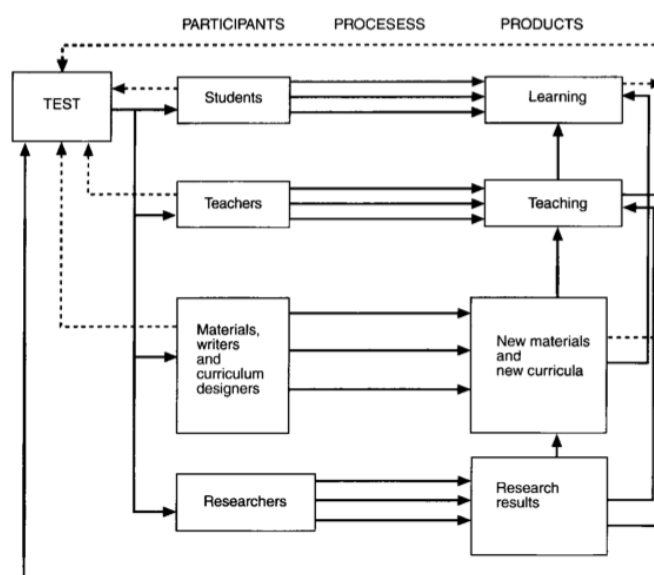 PARTICIPANTS PROCESESS PRODUCTS
TEST
Students
Learning
Teachers
Teaching
Materials,
writers
and
curriculum
designers
New materials
and
new curricula
Researchers
Research
results